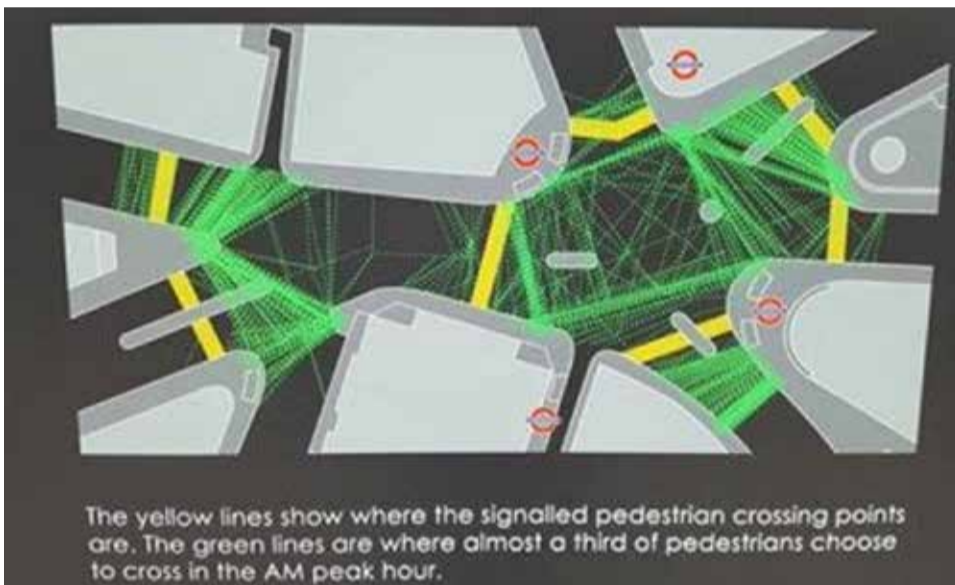 The yellow lines show where the signalled pedestrian crossing points
are. The green lines are where almost a third of pedestrians choose
to cross in the AM peak hour.